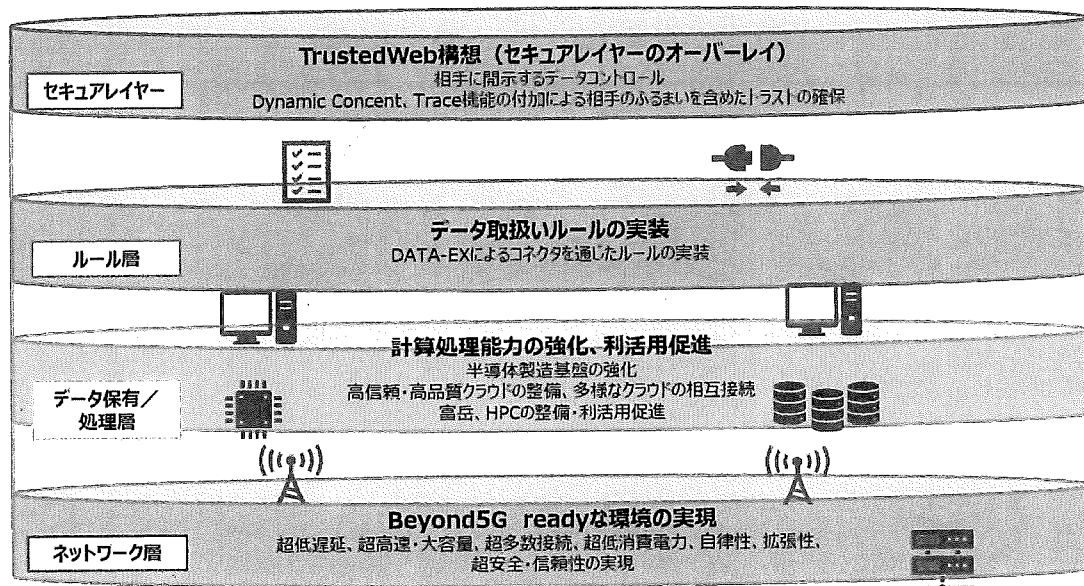 TrustedWeb構想（セキュアレイヤーのオーバーレイ）
セキュアレイヤー
相手に開示するデータコントロール
Dynamic Concent、Trace機能の付加による相手のふるまいを含めたトラストの確保
データ取扱いルールの実装
ルール層
DATA-EXによるコネクタを通じたルールの実装
計算処理能力の強化、利活用促進
半導体製造基盤の強化
データ保有／
処理層
高信頼・高品質クラウドの整備、多様なクラウドの相互接続
富岳、HPCの整備・利活用促進
Beyond5G readyな環境の実現
ネットワーク層
超低遅延、超高速・大容量、超多数接続、超低消費電力、自律性、拡張性、
超安全・信頼性の実現